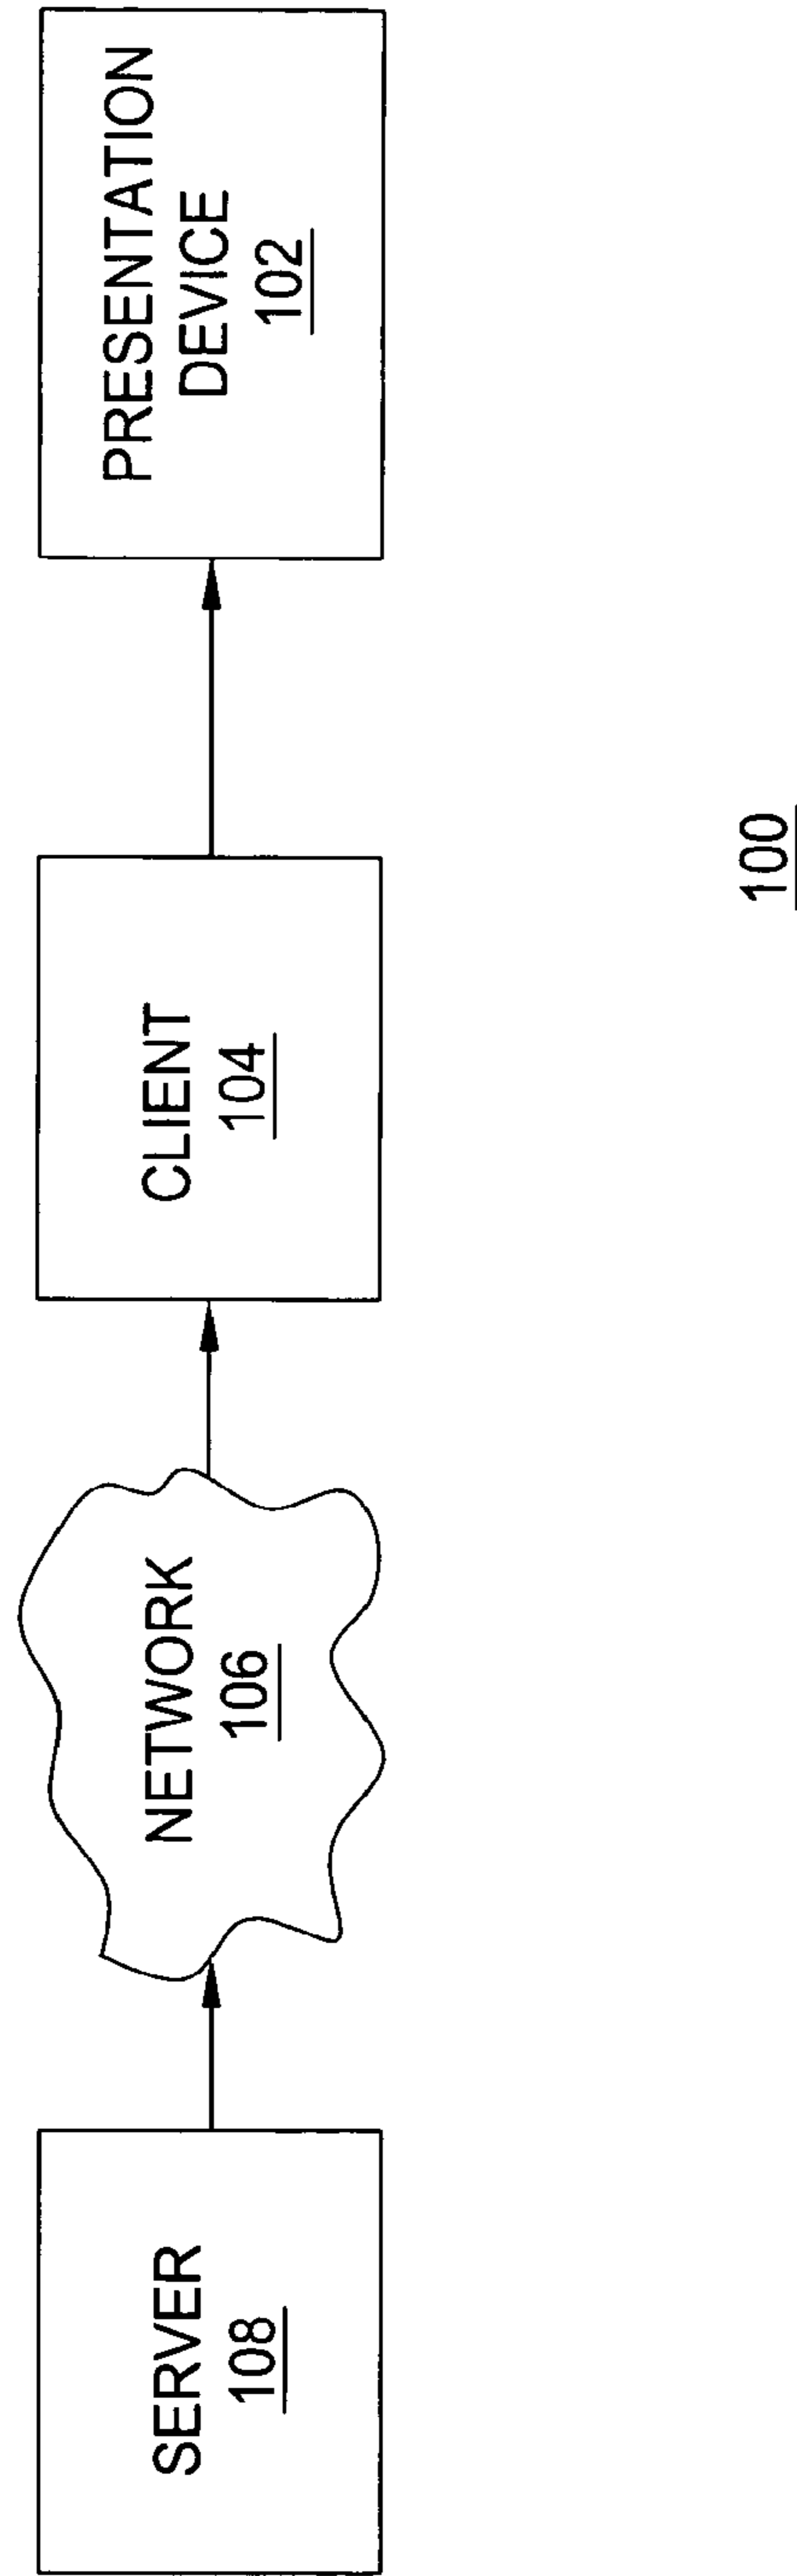 SERVER
108
NETWORK
106
CLIENT
104
PRESENTATION
DEVICE
102
100